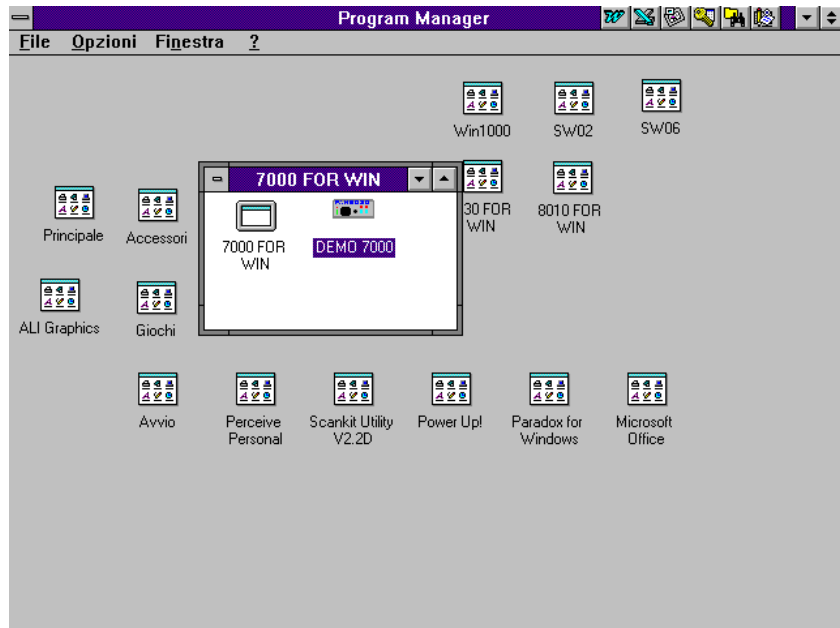 Program Manager
File Opzioni Finestra ?
Win1000
SW02
SW06
7000 FOR WIN
30 FOR
WIN
8010 FOR
WIN
Principale
Accessori
7000 FOR
WIN
DEMO 7000
ALI Graphics
Giochi
Avvio
Perceive
Personal
Scankit Utility
V2.2D
Power Up!
Paradox for
Windows
Microsoft
Office